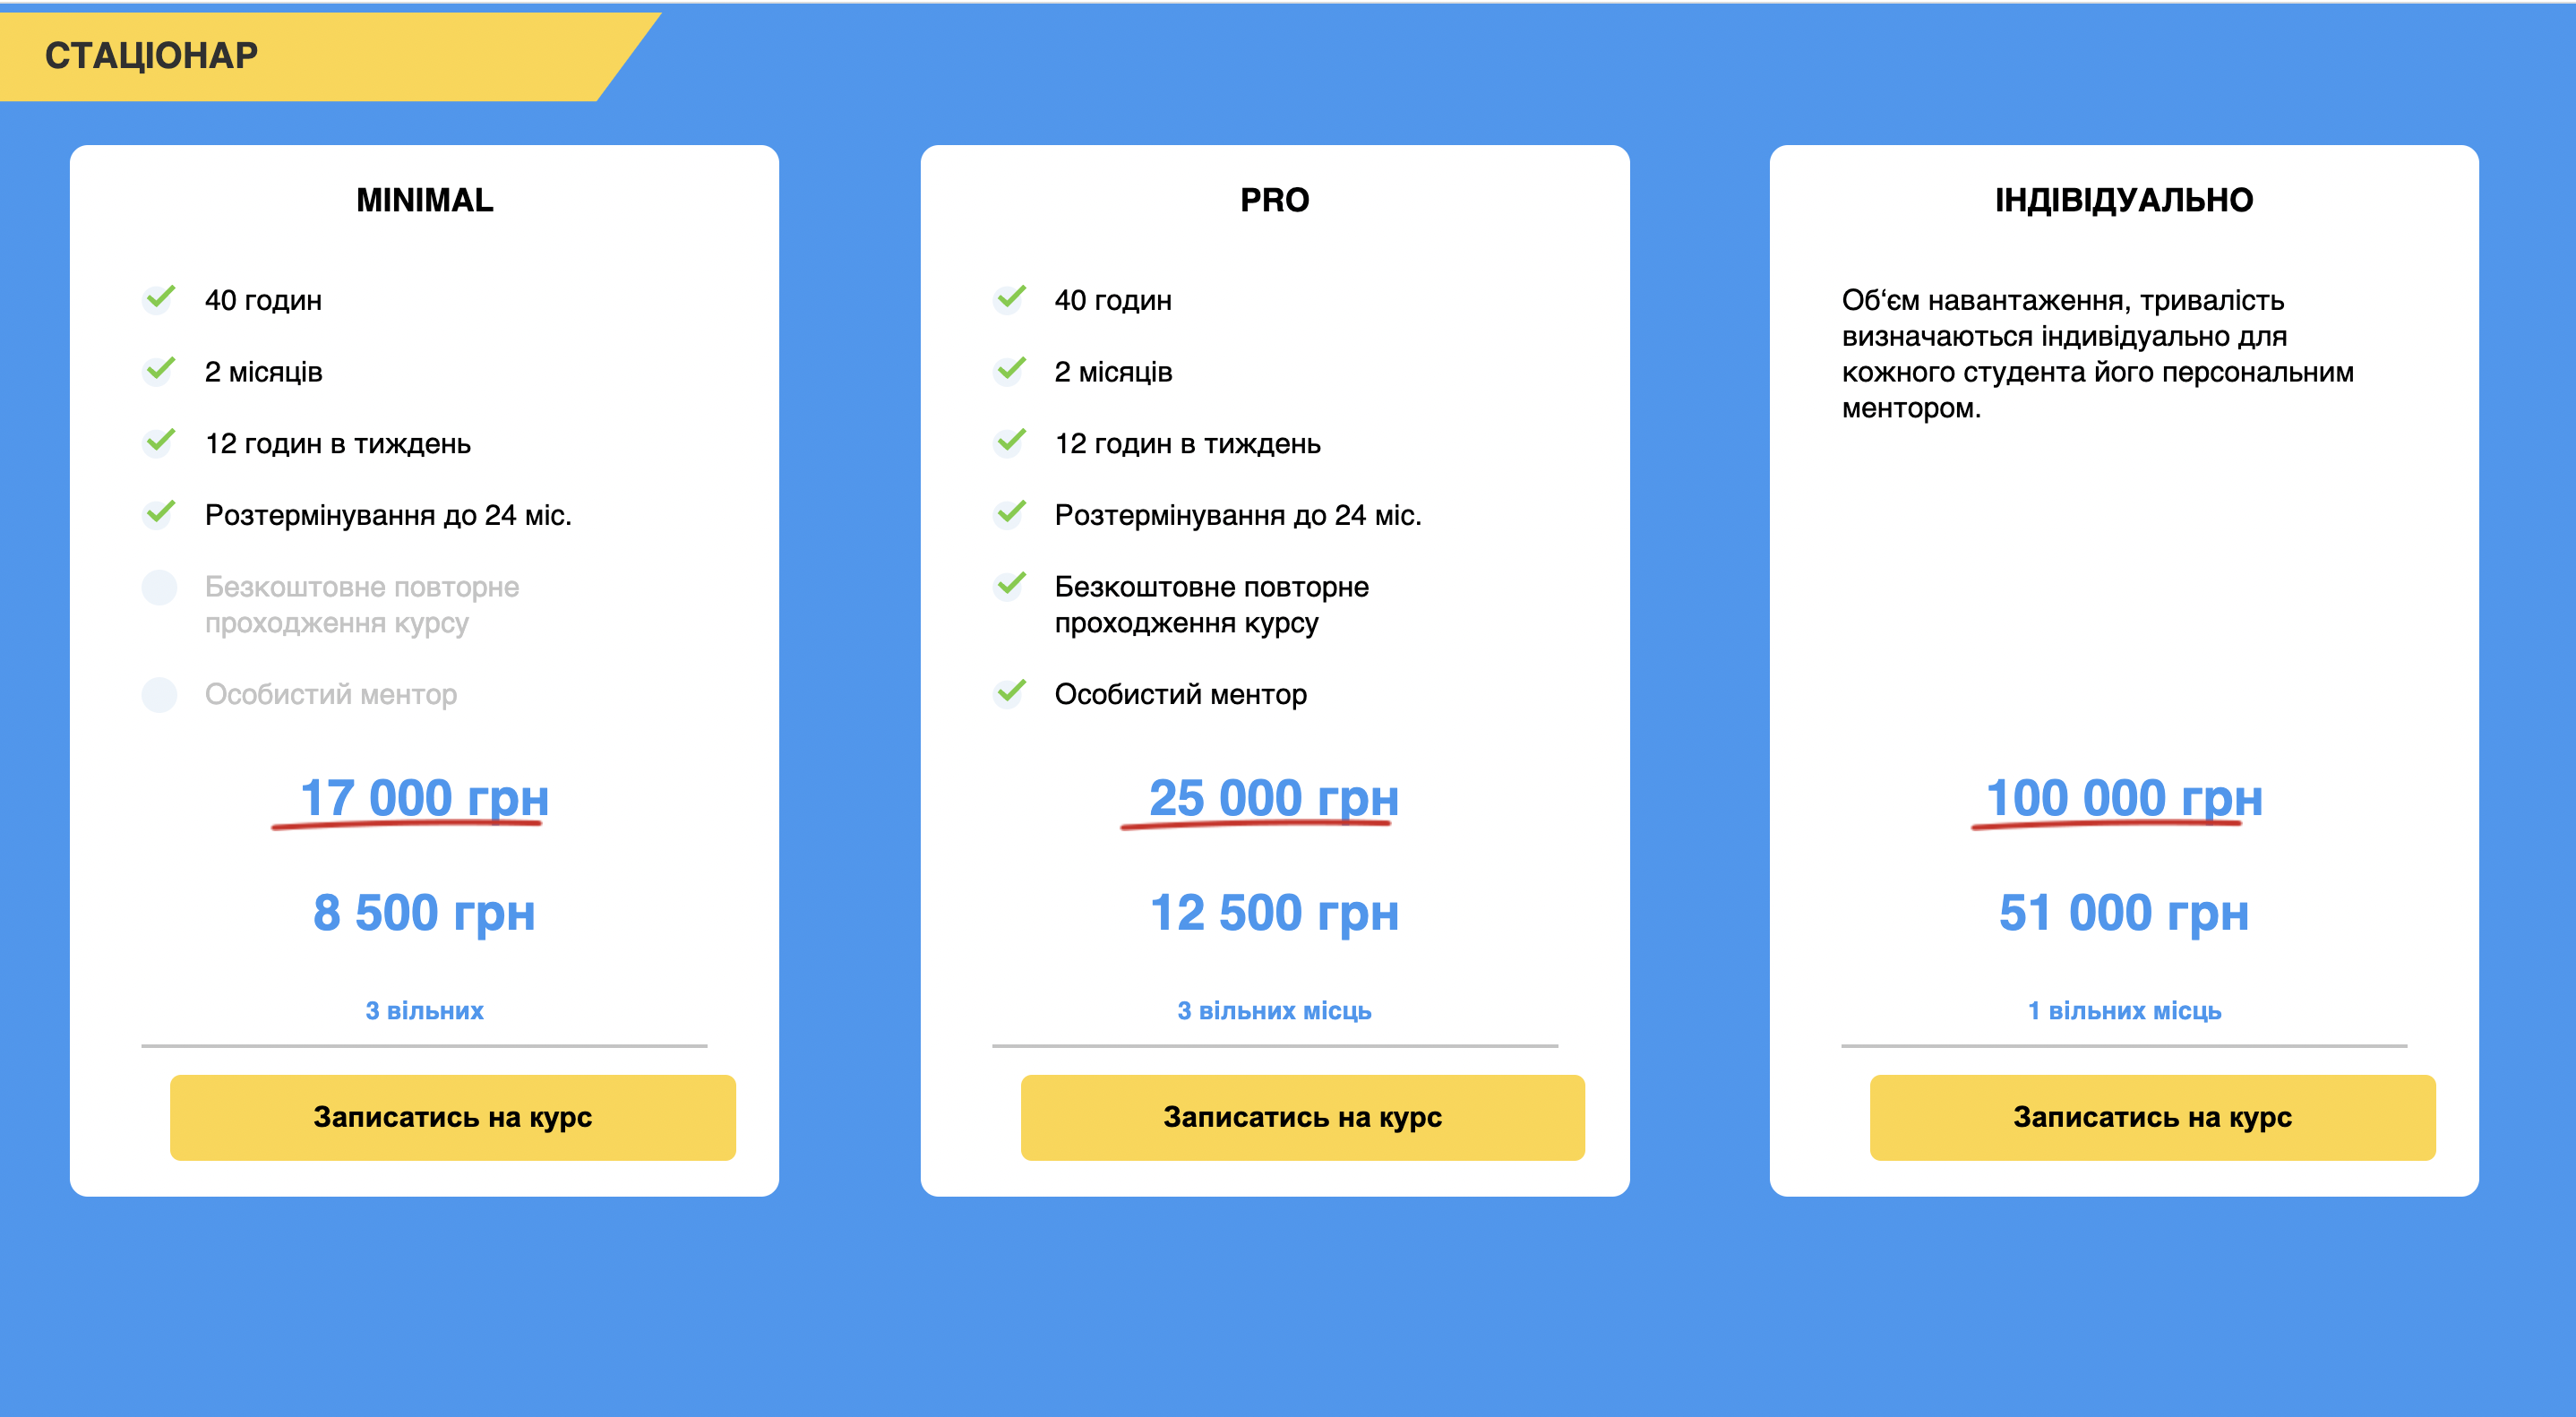 СТАЦІОНАР
MINIMAL
40 годин
2 місяців
12 годин в тиждень
Розтермінування до 24 міс.
Безкоштовне повторне
проходження курсу
Особистий ментор
17 000 грн
8 500 грн
3 вільних
Записатись на курс
PRO
40 годин
2 місяців
12 годин в тиждень
Розтермінування до 24 міс.
Безкоштовне повторне
проходження курсу
Особистий ментор
25 000 грн
12 500 грн
3 вільних місць
Записатись на курс
ІНДІВІДУАЛЬНО
Об‘єм навантаження, тривалість
визначаються індивідуально для
кожного студента його персональним
ментором.
100 000 грн
51 000 грн
1 вільних місць
Записатись на курс